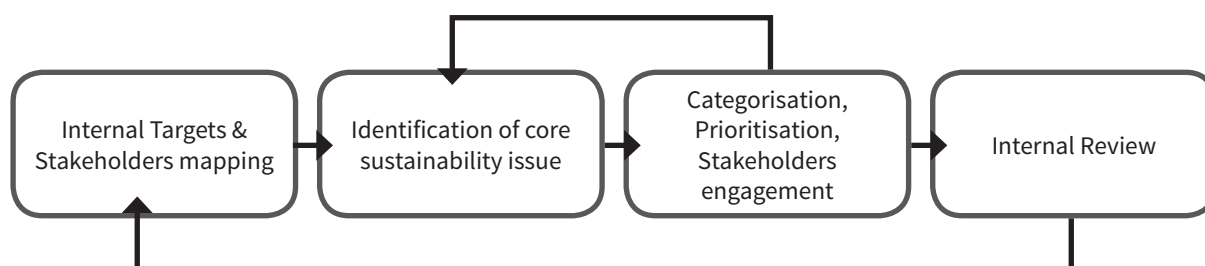 Internal Targets &
Stakeholders mapping
Identification of core
sustainability issue
Categorisation,
Prioritisation,
Stakeholders
engagement
Internal Review